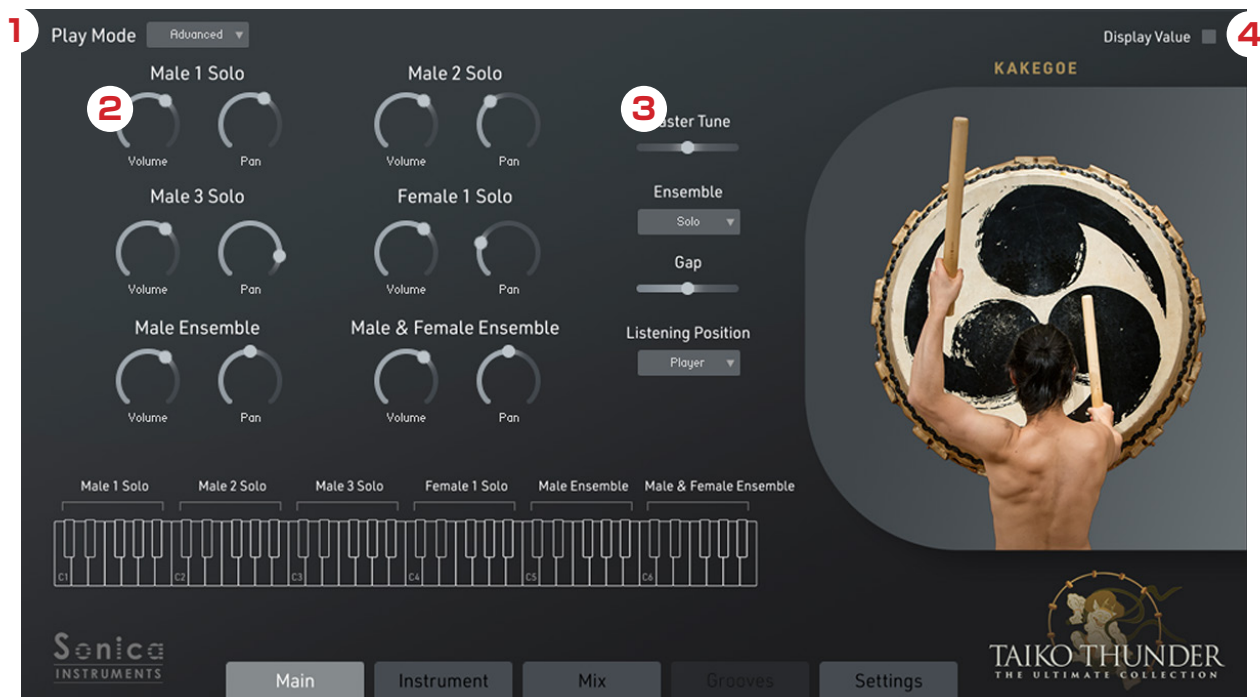 1
Play Mode
Advanced
Display Value
4
KAKEGOE
Male 1 Solo
Male 2 Solo
2
Volume
Pan
Volume
Pan
3
aster Tune
Male 3 Solo
Female 1 Solo
Volume
Pan
Volume
Pan
Ensemble
Solo
Gap
Male Ensemble
Male & Female Ensemble
Volume
Pan
Volume
Pan
Listening Position
Player
Male 1 Solo
Male 2 Solo
Male 3 Solo
Female 1 Solo
Male Ensemble
Male & Female Ensemble
C1
C2
C3
C4
C5
C6
Sonica
INSTRUMENTS
TAIKO THUNDER
THE ULTIMATE COLLECTION
Main
Instrument
Mix
Grooves
Settings